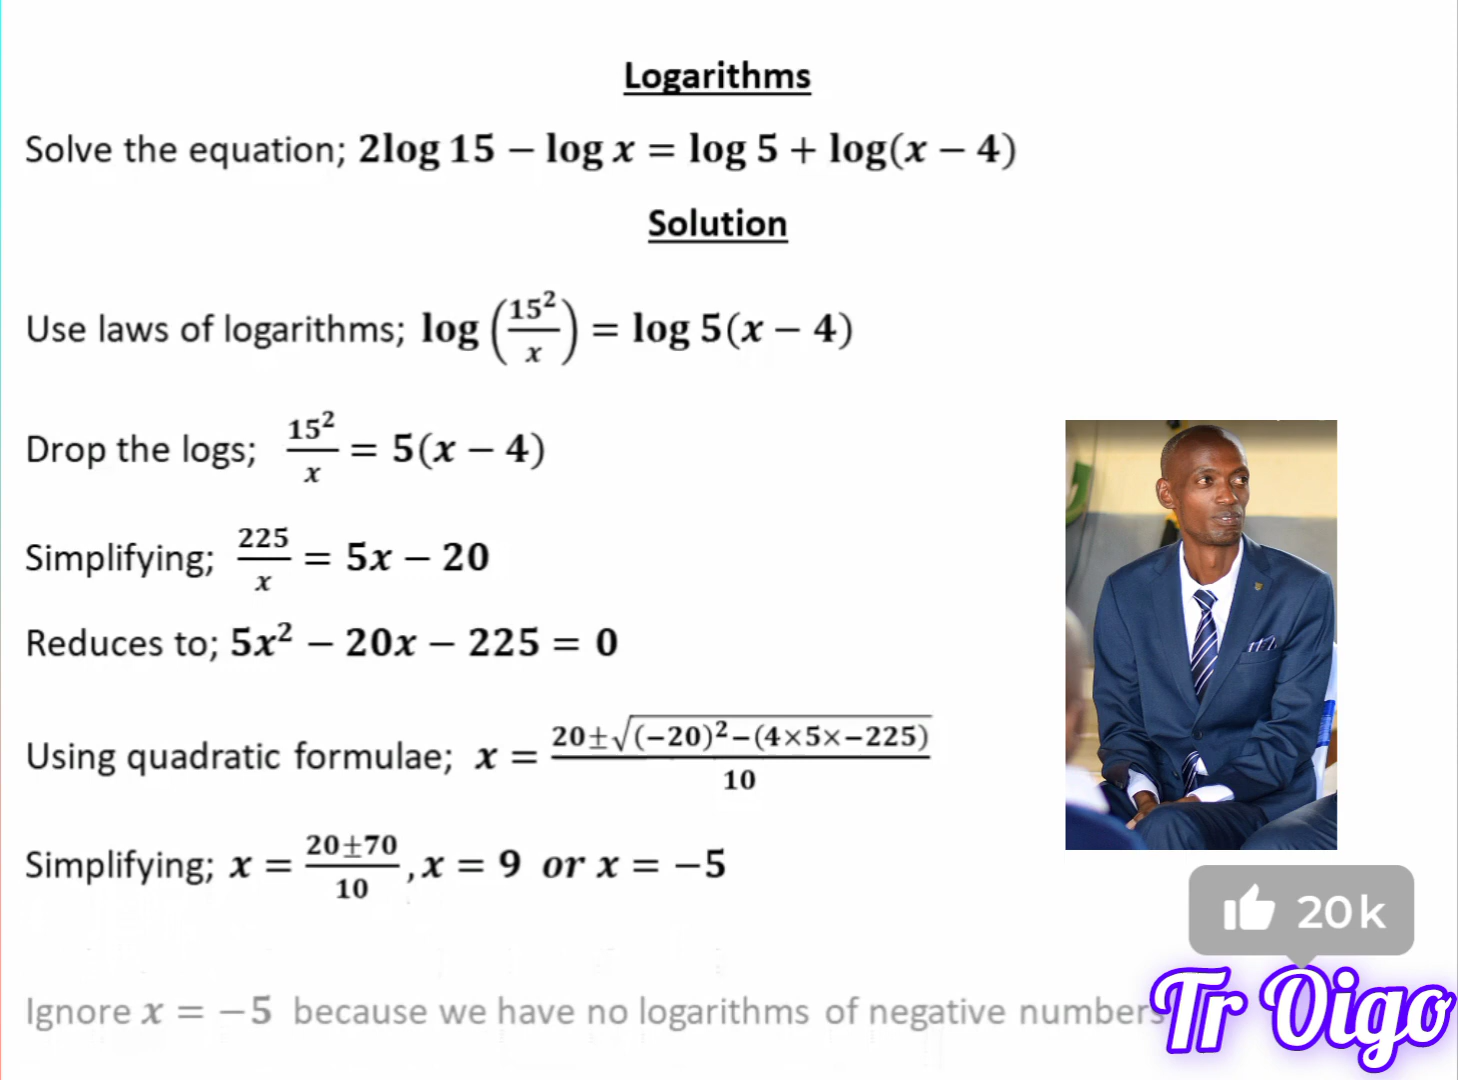 Logarithms
Solve the equation; 2log 15 − log x = log 5 + log(x − 4)
Solution
Use laws of logarithms; log (15²/x) = log 5(x − 4)
Drop the logs; 15²/x = 5(x − 4)
Simplifying; 225/x = 5x − 20
Reduces to; 5x² − 20x − 225 = 0
Using quadratic formulae; x = 20±√((−20)²−(4×5×−225))/10
Simplifying; x = 20±70/10 ,x = 9 or x = −5
20k
Ignore x = −5 because we have no logarithms of negative numbers
Tr Oigo